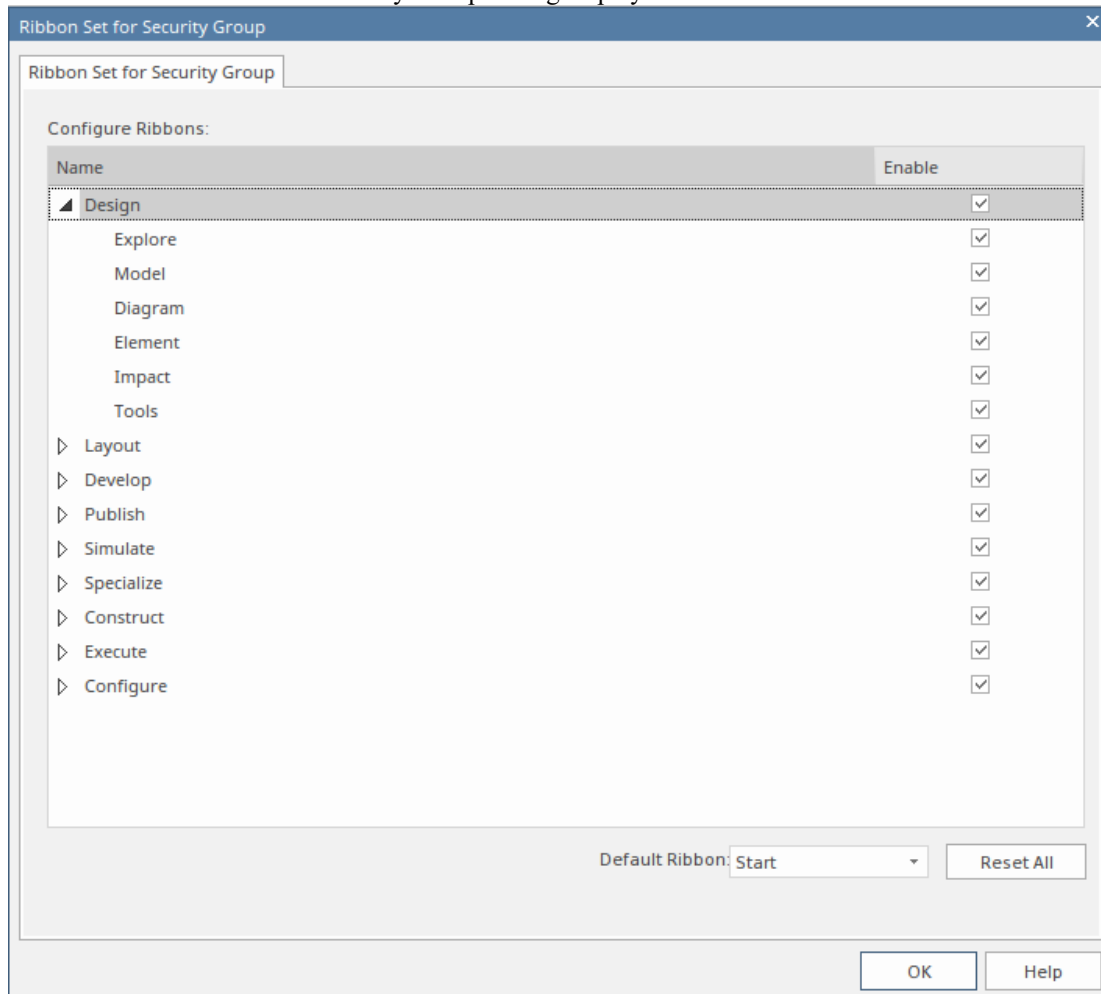 Ribbon Set for Security Group
Ribbon Set for Security Group
Configure Ribbons:
Name Enable
Design
Explore
Model
Diagram
Element
Impact
Tools
Layout
Develop
Publish
Simulate
Specialize
Construct
Execute
Configure
Default Ribbon: Start Reset All
OK Help